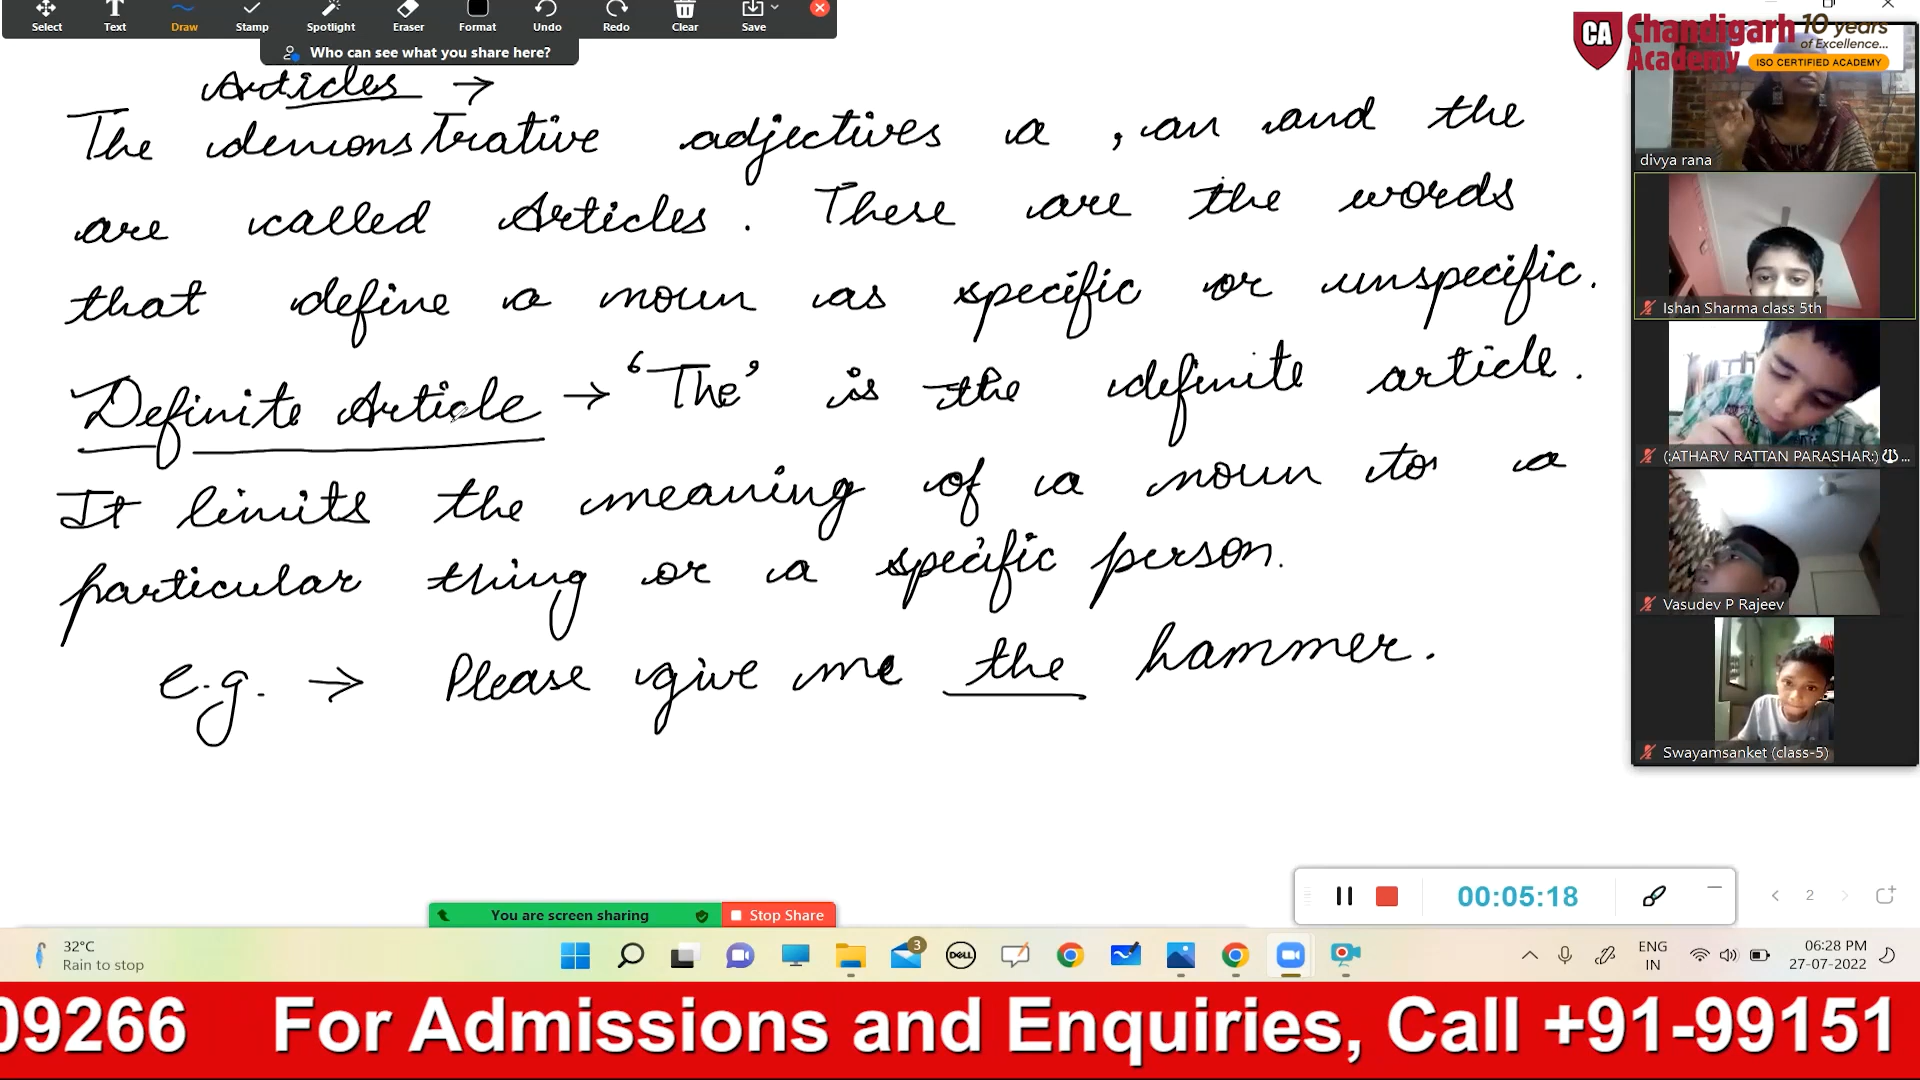 Select
Text
Draw
Stamp
Spotlight
Eraser
Format
Undo
Redo
Clear
Save
Who can see what you share here?
CA Chandigarh Academy
10 years of Excellence...
ISO CERTIFIED ACADEMY
Articles →
The demonstrative adjectives a, an and the
are called Articles. These are the words
that define a noun as specific or unspecific.
Definite Article → 'The' is the definite article.
It limits the meaning of a noun to a
particular thing or a specific person.
e.g. → Please give me the hammer.
divya rana
Ishan Sharma class 5th
(:ATHARV RATTAN PARASHAR:) ...
Vasudev P Rajeev
Swayamsanket (class-5)
00:05:18
2
You are screen sharing
Stop Share
32°C
Rain to stop
3
DELL
ENG
IN
06:28 PM
27-07-2022
09266 For Admissions and Enquiries, Call +91-99151